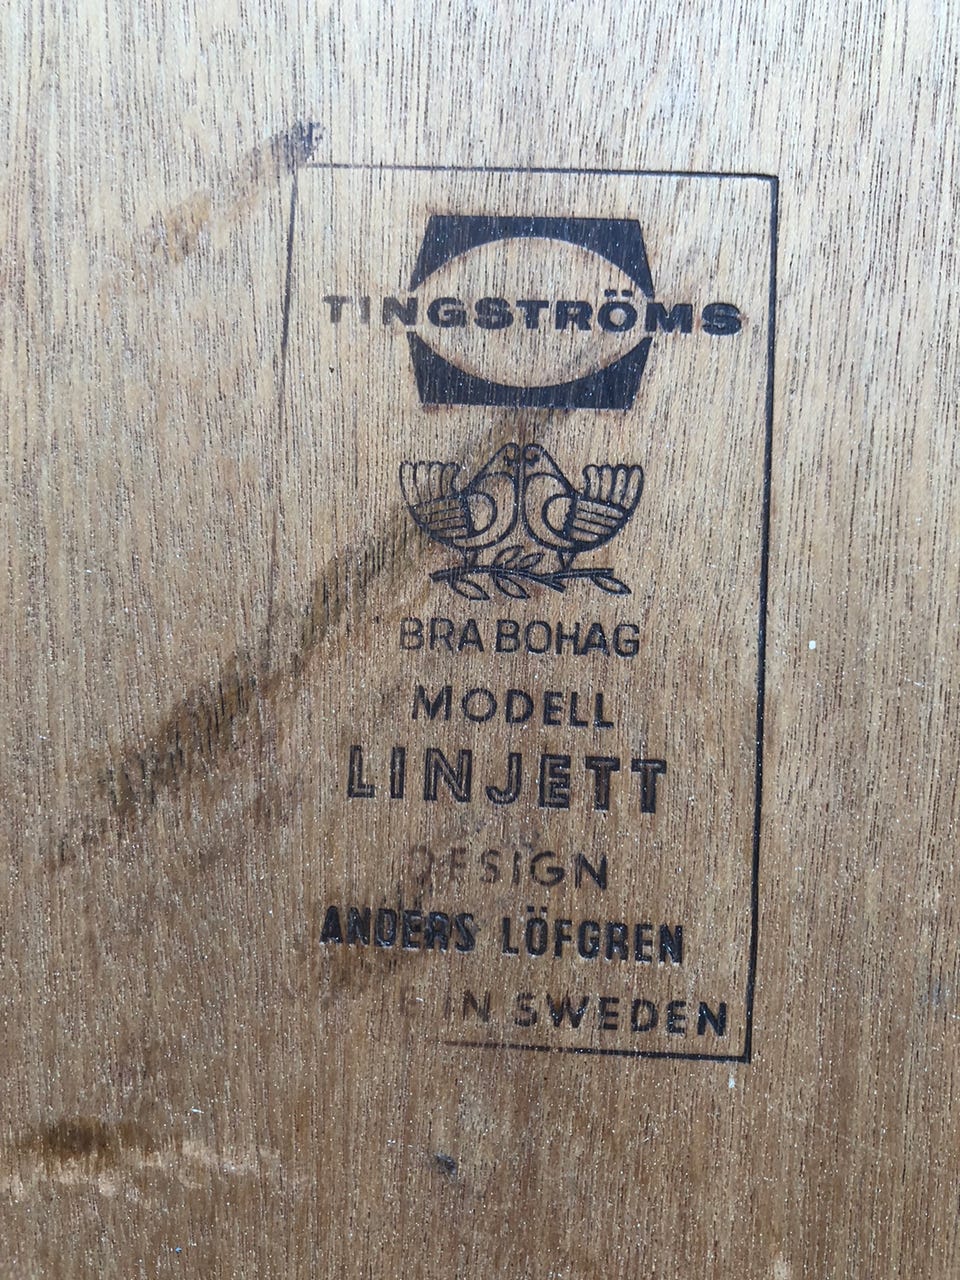 TINGSTRÖMS
BRA BOHAG
MODELL
LINJETT
DESIGN
ANDERS LÖFGREN
IN SWEDEN